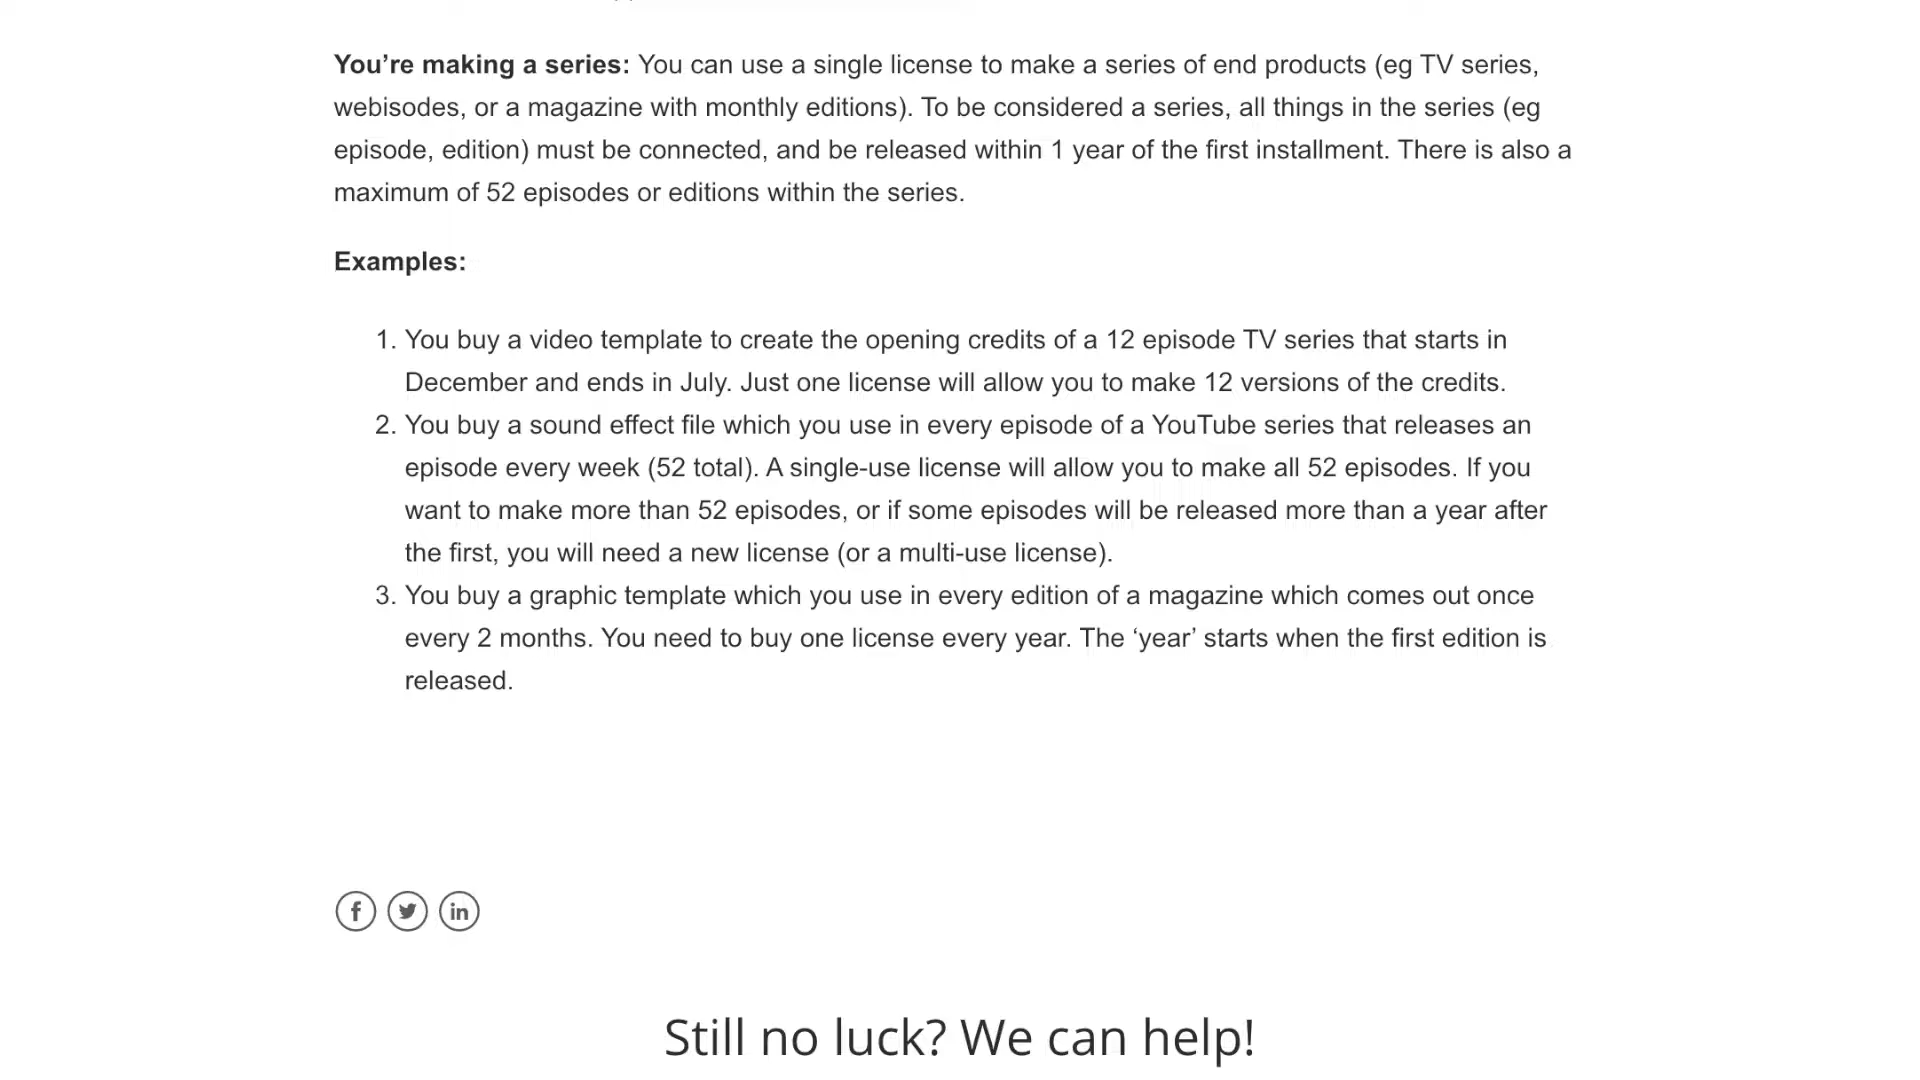 You’re making a series: You can use a single license to make a series of end products (eg TV series,
webisodes, or a magazine with monthly editions). To be considered a series, all things in the series (eg
episode, edition) must be connected, and be released within 1 year of the first installment. There is also a
maximum of 52 episodes or editions within the series.
Examples:
1. You buy a video template to create the opening credits of a 12 episode TV series that starts in
December and ends in July. Just one license will allow you to make 12 versions of the credits.
2. You buy a sound effect file which you use in every episode of a YouTube series that releases an
episode every week (52 total). A single-use license will allow you to make all 52 episodes. If you
want to make more than 52 episodes, or if some episodes will be released more than a year after
the first, you will need a new license (or a multi-use license).
3. You buy a graphic template which you use in every edition of a magazine which comes out once
every 2 months. You need to buy one license every year. The ‘year’ starts when the first edition is
released.
f in
Still no luck? We can help!